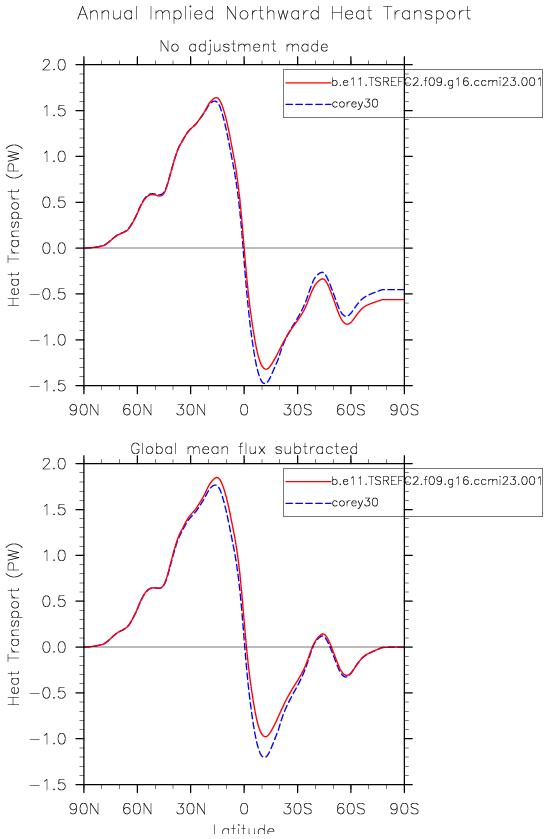 Annual Implied Northward Heat Transport
No adjustment made
b.e11.TSREFC2.f09.g16.ccmi23.001
corey30
Heat Transport (PW)
2.0
1.5
1.0
0.5
0.0
−0.5
−1.0
−1.5
90N 60N 30N 0 30S 60S 90S
Global mean flux subtracted
b.e11.TSREFC2.f09.g16.ccmi23.001
corey30
Heat Transport (PW)
2.0
1.5
1.0
0.5
0.0
−0.5
−1.0
−1.5
90N 60N 30N 0 30S 60S 90S
Latitude